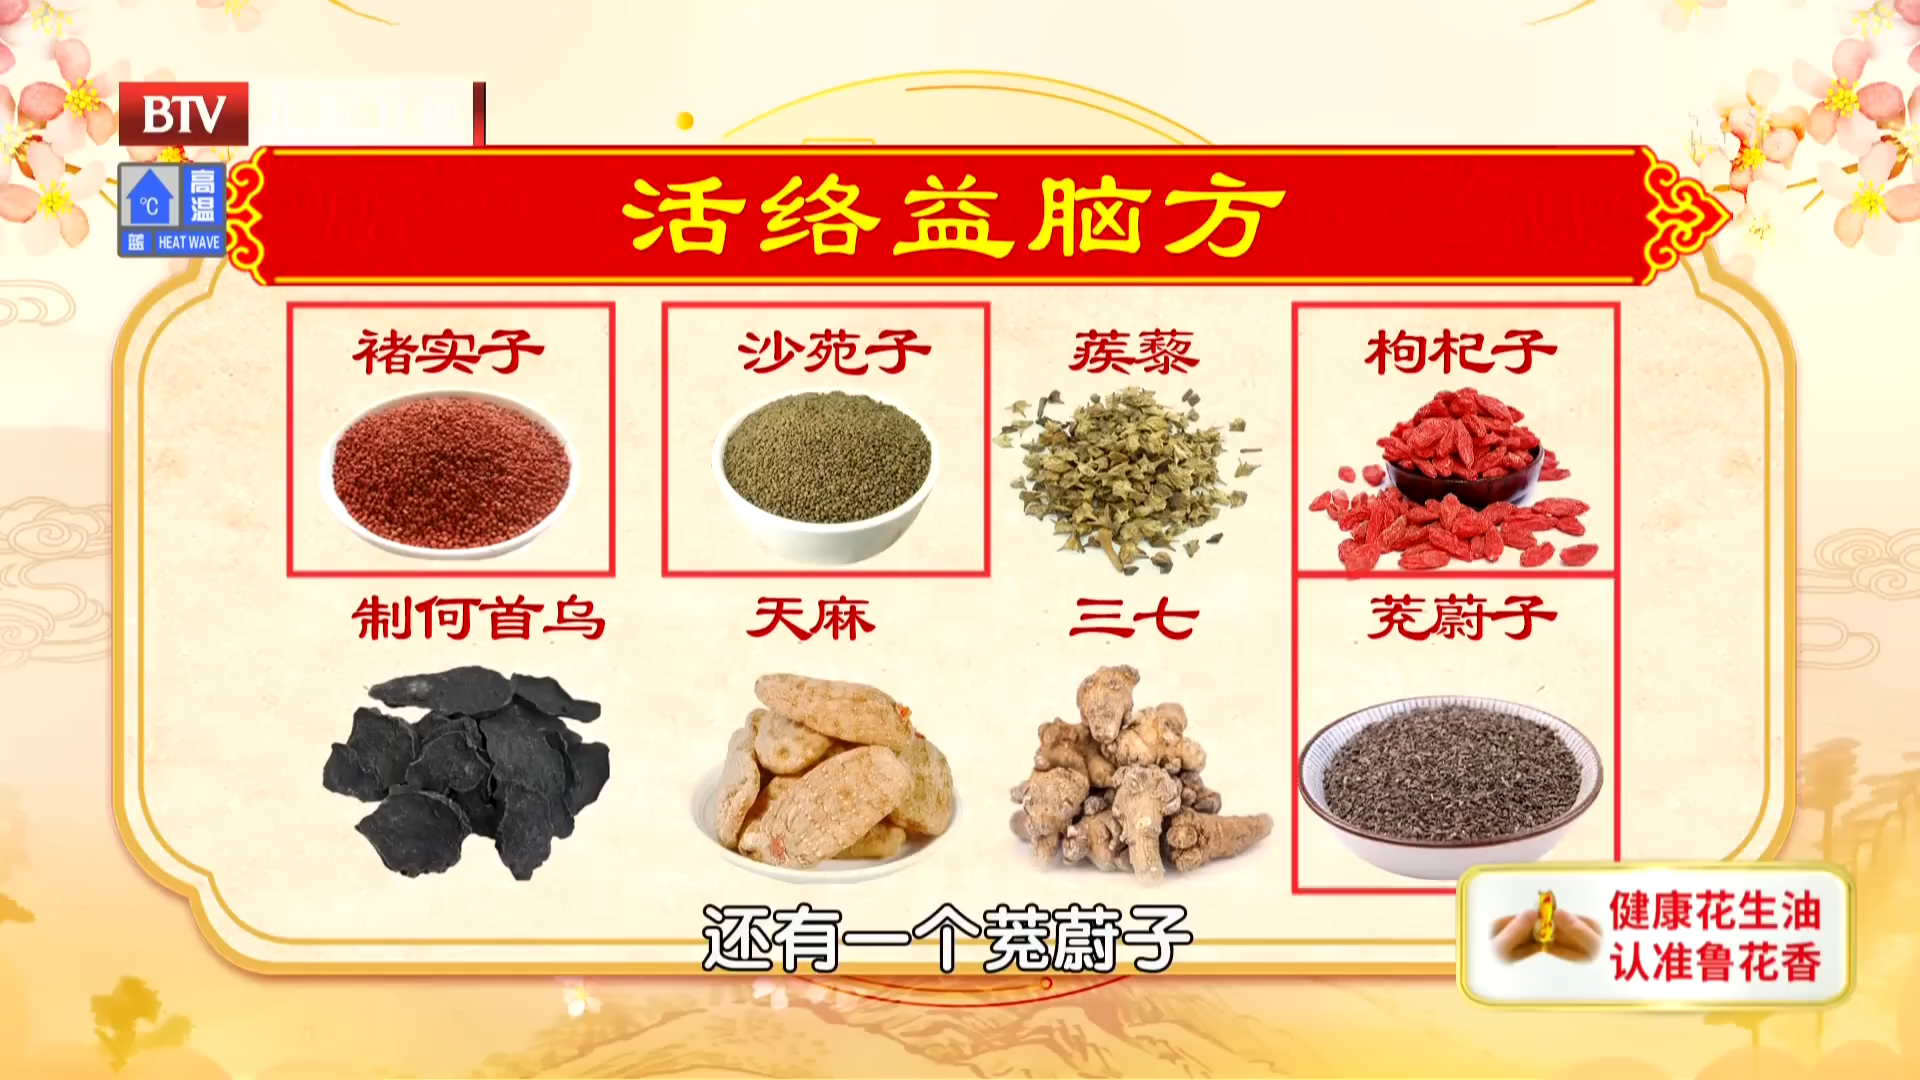 BTV
高温
℃
蓝 HEAT WAVE
活络益脑方
褚实子 沙苑子 蒺藜 枸杞子
制何首乌 天麻 三七 茺蔚子
还有一个茺蔚子
健康花生油
认准鲁花香